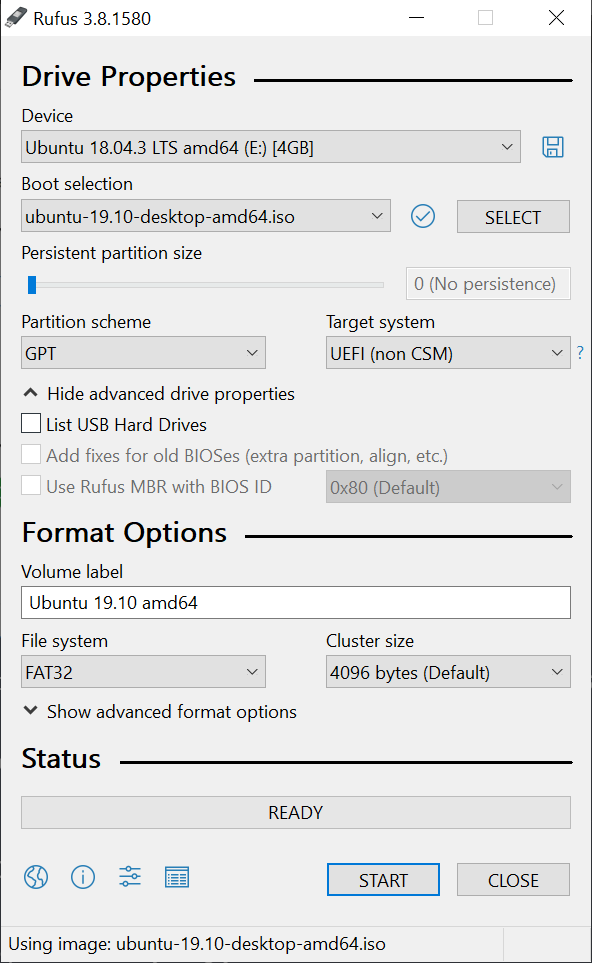 Rufus 3.8.1580
Drive Properties
Device
Ubuntu 18.04.3 LTS amd64 (E:) [4GB]
Boot selection
ubuntu-19.10-desktop-amd64.iso
SELECT
Persistent partition size
0 (No persistence)
Partition scheme
Target system
GPT
UEFI (non CSM)
?
Hide advanced drive properties
List USB Hard Drives
Add fixes for old BIOSes (extra partition, align, etc.)
Use Rufus MBR with BIOS ID
0x80 (Default)
Format Options
Volume label
Ubuntu 19.10 amd64
File system
Cluster size
FAT32
4096 bytes (Default)
Show advanced format options
Status
READY
START
CLOSE
Using image: ubuntu-19.10-desktop-amd64.iso